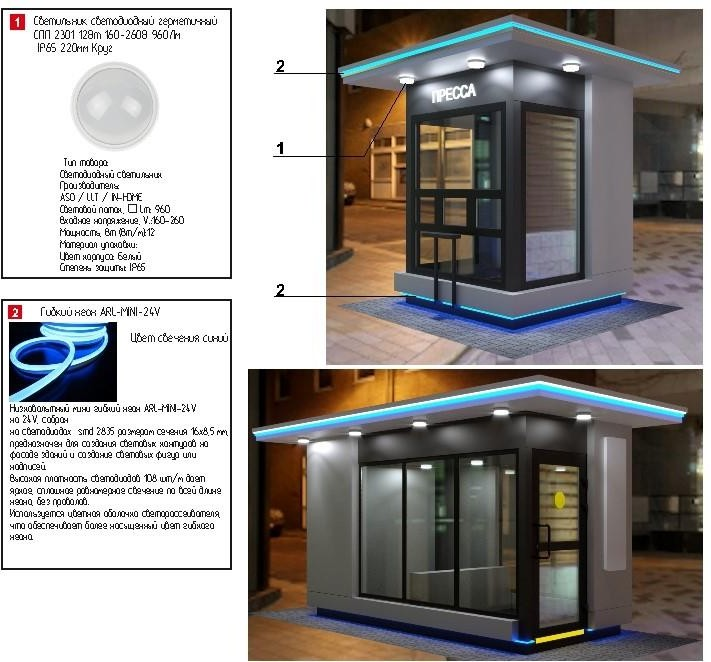 1 Светильник светодиодный герметичный
СПП 2301 12Вт 160-260В 960Лм
IP65 220мм Круг
Тип товара:
Светодиодный светильник
Производитель:
ASD / LLT / IN-HOME
Световой поток, □ Lm: 960
Входное напряжение, V.:160-260
Мощность, Вт (Вт/м):12
Материал упаковки:
Цвет корпуса: Белый
Степень защиты: IP65
2 Гибкий неон ARL-MINI-24V
Цвет свечения синий
Низковольтный мини гибкий неон ARL-MINI-24V
на 24V, собран
на светодиодах smd 2835 размером сечения 16x8,5 мм,
предназначен для создания световых контуров на
фасаде зданий и создание световых фигур или
надписей.
Высокая плотность светодиодов 108 шт/м дает
яркое, сплошное равномерное свечение по всей длине
неона, без провалов.
Используется цветная оболочка светорассеивателя,
что обеспечивает более насыщенный цвет гибкого
неона.
2
1
2
ПРЕССА